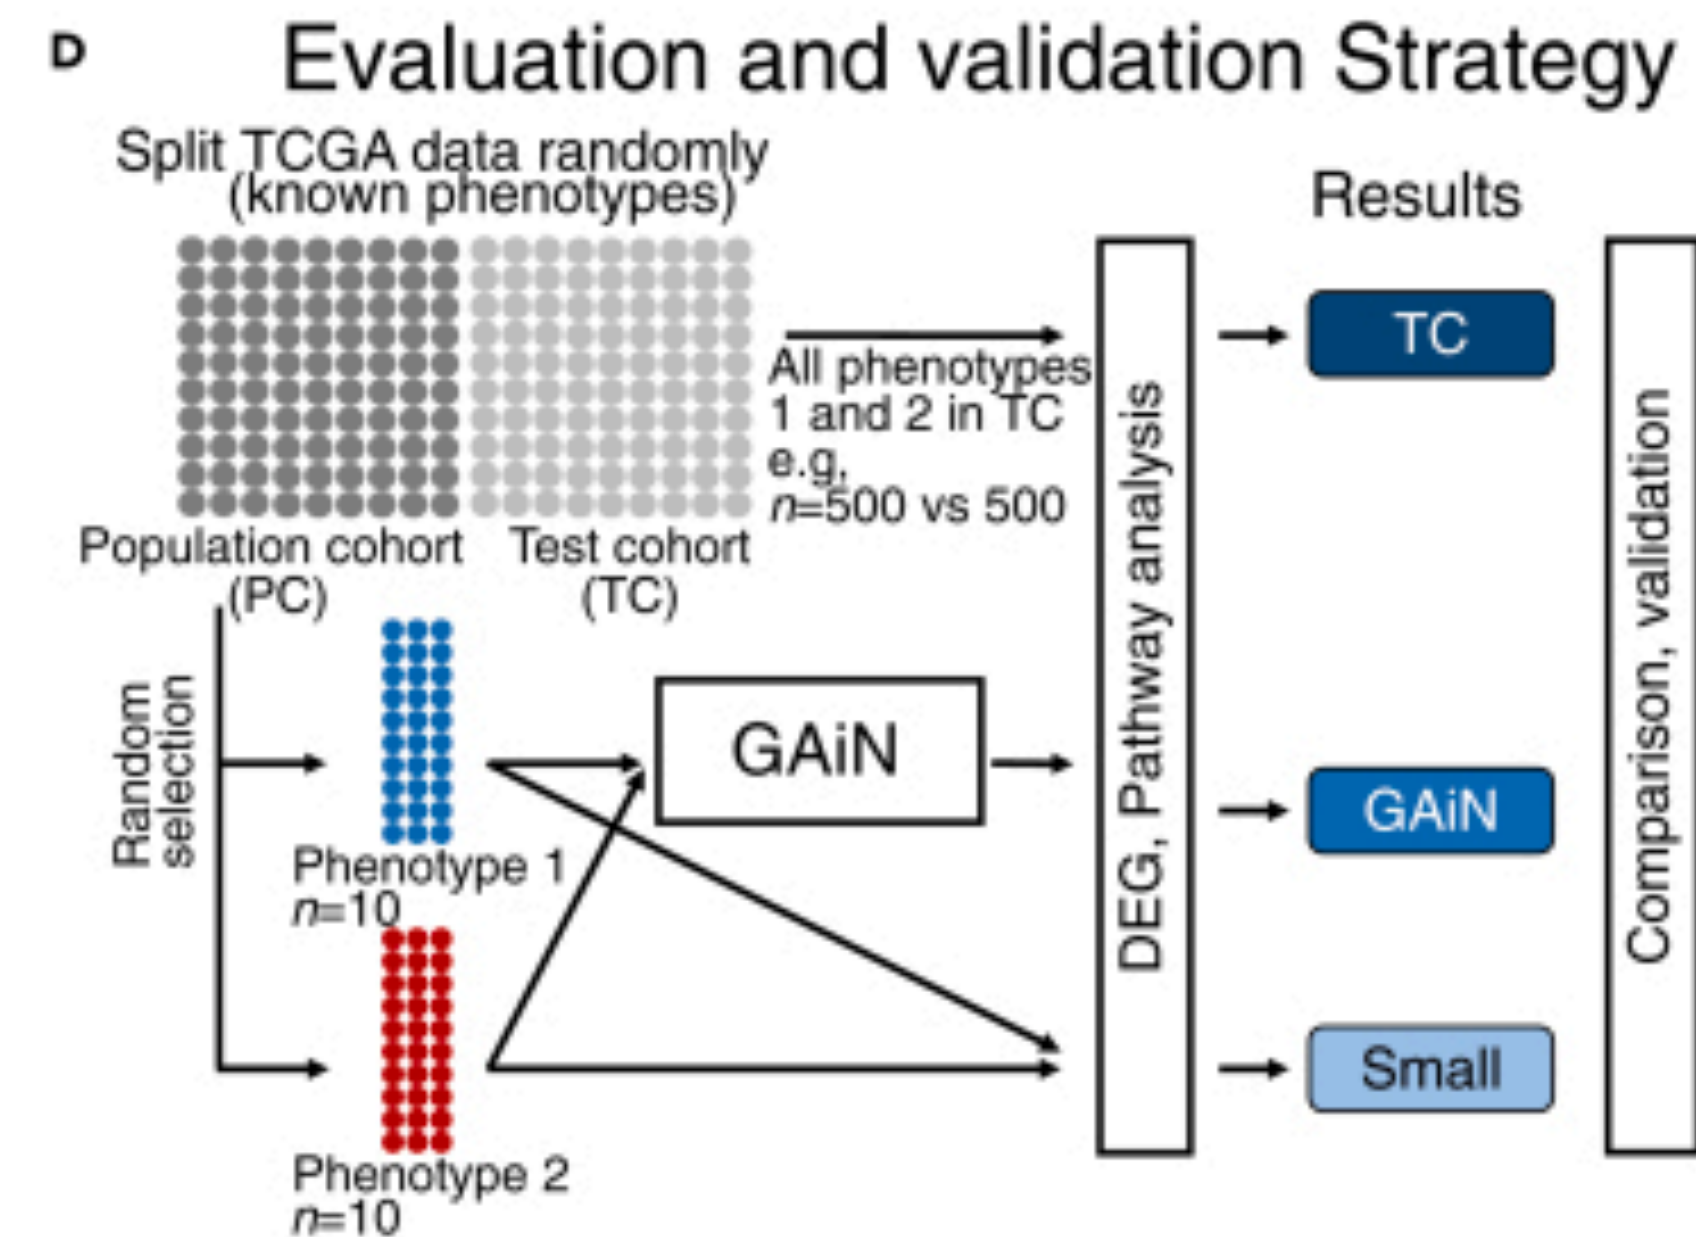 D
Evaluation and validation Strategy
Split TCGA data randomly
(known phenotypes)
Results
All phenotypes
1 and 2 in TC
e.g,
n=500 vs 500
Population cohort
(PC)
Test cohort
(TC)
Random
selection
Phenotype 1
n=10
Phenotype 2
n=10
GAiN
DEG, Pathway analysis
TC
GAiN
Small
Comparison, validation